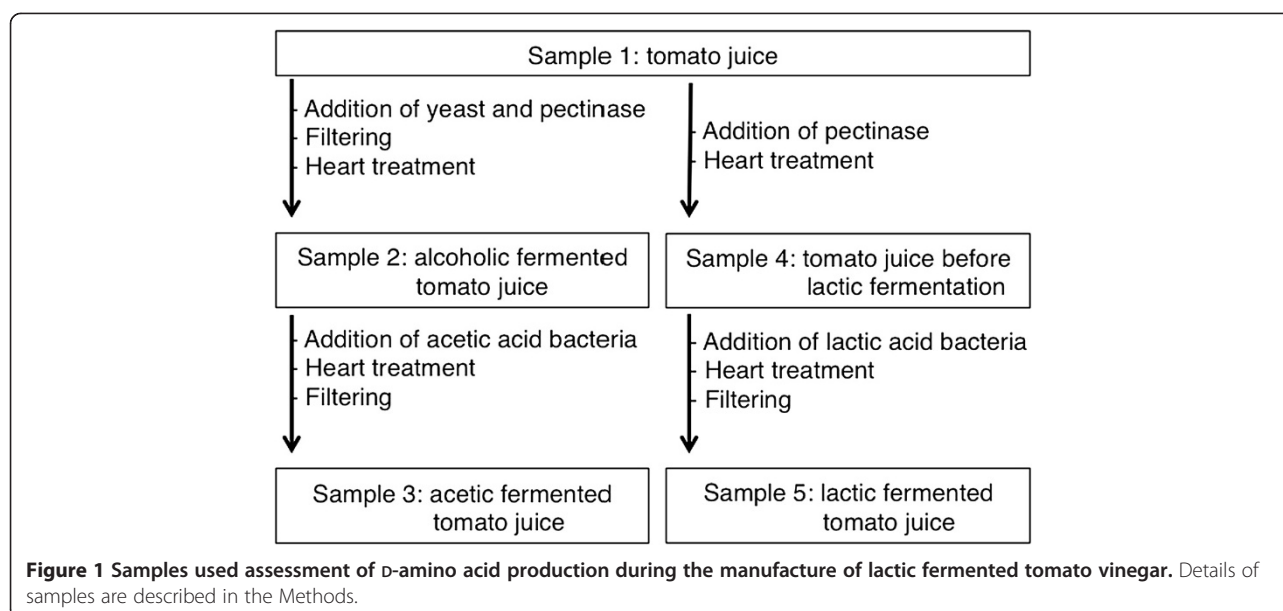 Sample 1: tomato juice
- Addition of yeast and pectinase
- Filtering
- Heart treatment
- Addition of pectinase
- Heart treatment
Sample 2: alcoholic fermented
tomato juice
Sample 4: tomato juice before
lactic fermentation
- Addition of acetic acid bacteria
- Heart treatment
- Filtering
- Addition of lactic acid bacteria
- Heart treatment
- Filtering
Sample 3: acetic fermented
tomato juice
Sample 5: lactic fermented
tomato juice
Figure 1 Samples used assessment of D-amino acid production during the manufacture of lactic fermented tomato vinegar. Details of
samples are described in the Methods.